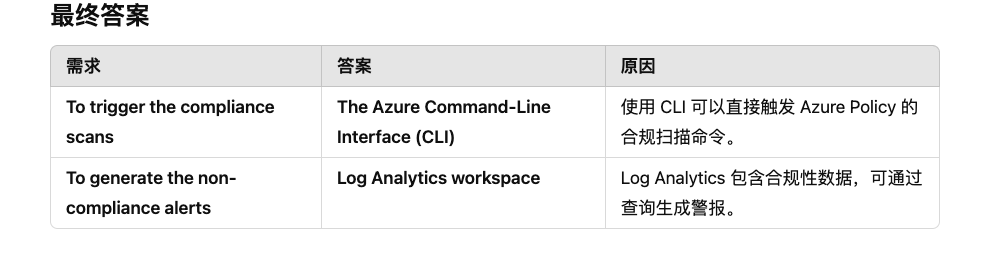 最终答案
需求 答案 原因
To trigger the compliance The Azure Command-Line 使用 CLI 可以直接触发 Azure Policy 的
scans Interface (CLI) 合规扫描命令。
To generate the non- Log Analytics workspace Log Analytics 包含合规性数据，可通过
compliance alerts 查询生成警报。